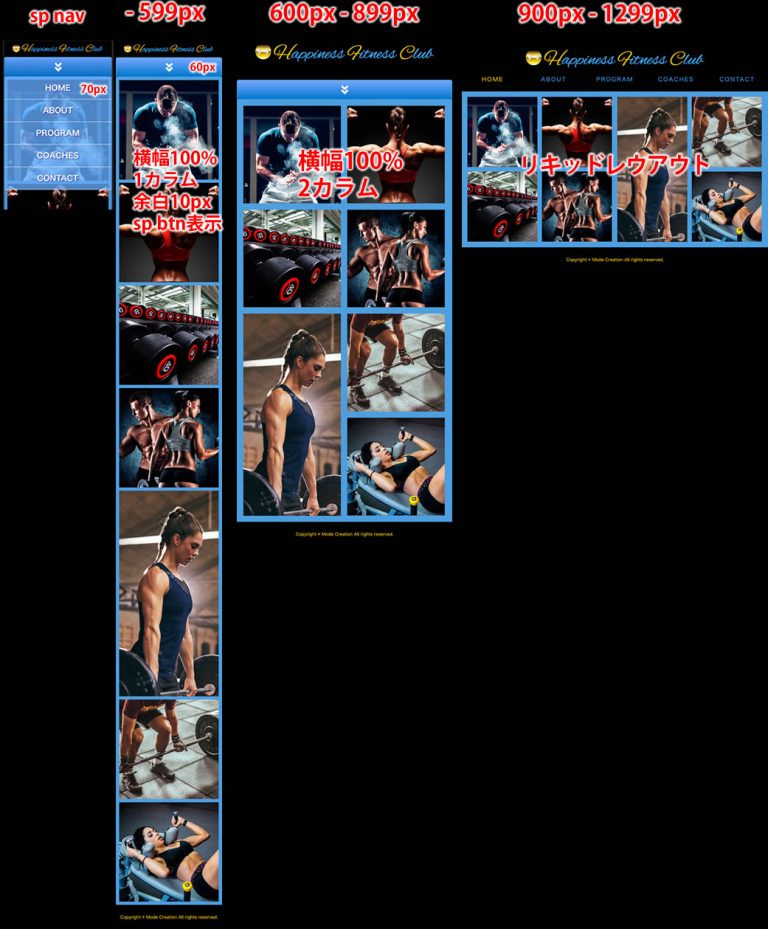 sp nav
- 599px
600px - 899px
900px - 1299px
Happiness Fitness Club
Happiness Fitness Club
Happiness Fitness Club
Happiness Fitness Club
60px
HOME
70px
ABOUT
PROGRAM
COACHES
CONTACT
横幅100%
1カラム
余白10px
sp btn表示
横幅100%
2カラム
HOME ABOUT PROGRAM COACHES CONTACT
リキッドレウアウト
Copyright © Mode Creation All rights reserved.
Copyright © Mode Creation All rights reserved.
Copyright © Mode Creation All rights reserved.